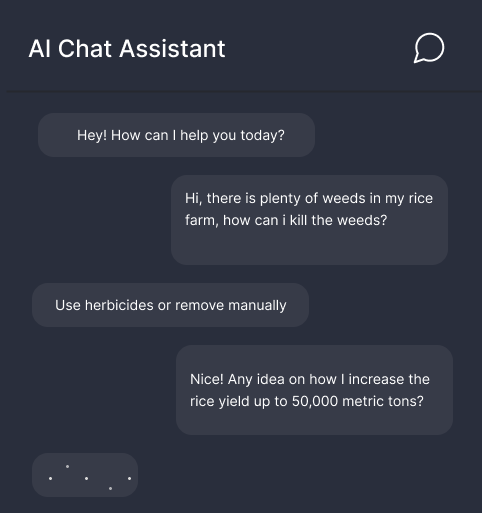 AI Chat Assistant
Hey! How can I help you today?
Hi, there is plenty of weeds in my rice
farm, how can i kill the weeds?
Use herbicides or remove manually
Nice! Any idea on how I increase the
rice yield up to 50,000 metric tons?